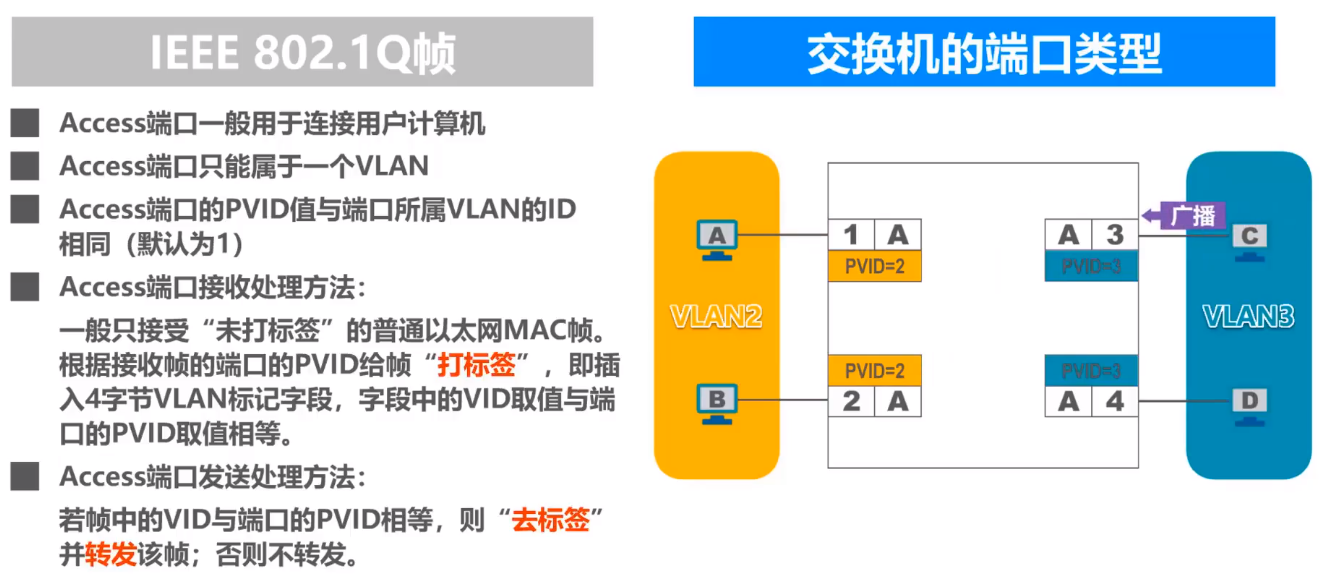 IEEE 802.1Q帧
Access端口一般用于连接用户计算机
Access端口只能属于一个VLAN
Access端口的PVID值与端口所属VLAN的ID
相同（默认为1）
Access端口接收处理方法：
一般只接受“未打标签”的普通以太网MAC帧。
根据接收帧的端口的PVID给帧“打标签”，即插
入4字节VLAN标记字段，字段中的VID取值与端
口的PVID取值相等。
Access端口发送处理方法：
若帧中的VID与端口的PVID相等，则“去标签”
并转发该帧；否则不转发。
交换机的端口类型
广播
A
1 A
A 3
C
PVID=2
PVID=3
VLAN2
VLAN3
PVID=2
PVID=3
B
2 A
A 4
D